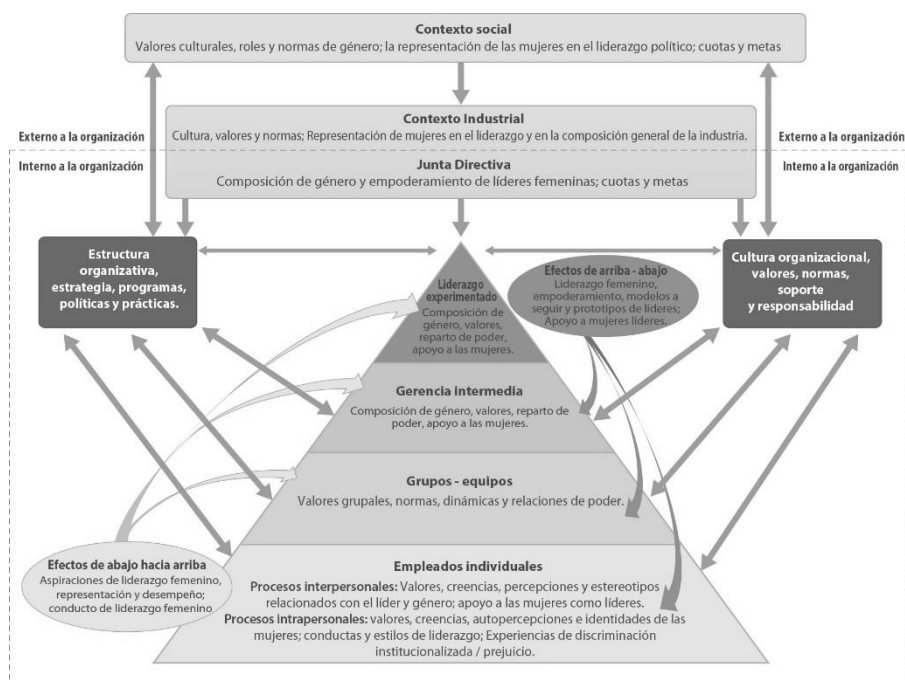 Contexto social
Valores culturales, roles y normas de género; la representación de las mujeres en el liderazgo político; cuotas y metas
Contexto Industrial
Cultura, valores y normas; Representación de mujeres en el liderazgo y en la composición general de la industria.
Externo a la organización
Externo a la organización
Interno a la organización
Interno a la organización
Junta Directiva
Composición de género y empoderamiento de líderes femeninas; cuotas y metas
Estructura
organizativa,
estrategia, programas,
políticas y prácticas.
Liderazgo
experimentado
Composición
de género,
valores,
reparto de
poder,
apoyo a las
mujeres.
Efectos de arriba - abajo
Liderazgo femenino,
empoderamiento, modelos a
seguir y prototipos de líderes;
Apoyo a mujeres líderes.
Cultura organizacional,
valores, normas,
soporte
y responsabilidad
Gerencia intermedia
Composición de género, valores, reparto de
poder, apoyo a las mujeres.
Grupos - equipos
Valores grupales, normas, dinámicas y relaciones de poder.
Efectos de abajo hacia arriba
Aspiraciones de liderazgo femenino,
representación y desempeño;
conducto de liderazgo femenino
Empleados individuales
Procesos interpersonales: Valores, creencias, percepciones y estereotipos
relacionados con el líder y género; apoyo a las mujeres como líderes.
Procesos intrapersonales: valores, creencias, autopercepciones e identidades de las
mujeres; conductas y estilos de liderazgo; Experiencias de discriminación
institucionalizada / prejuicio.